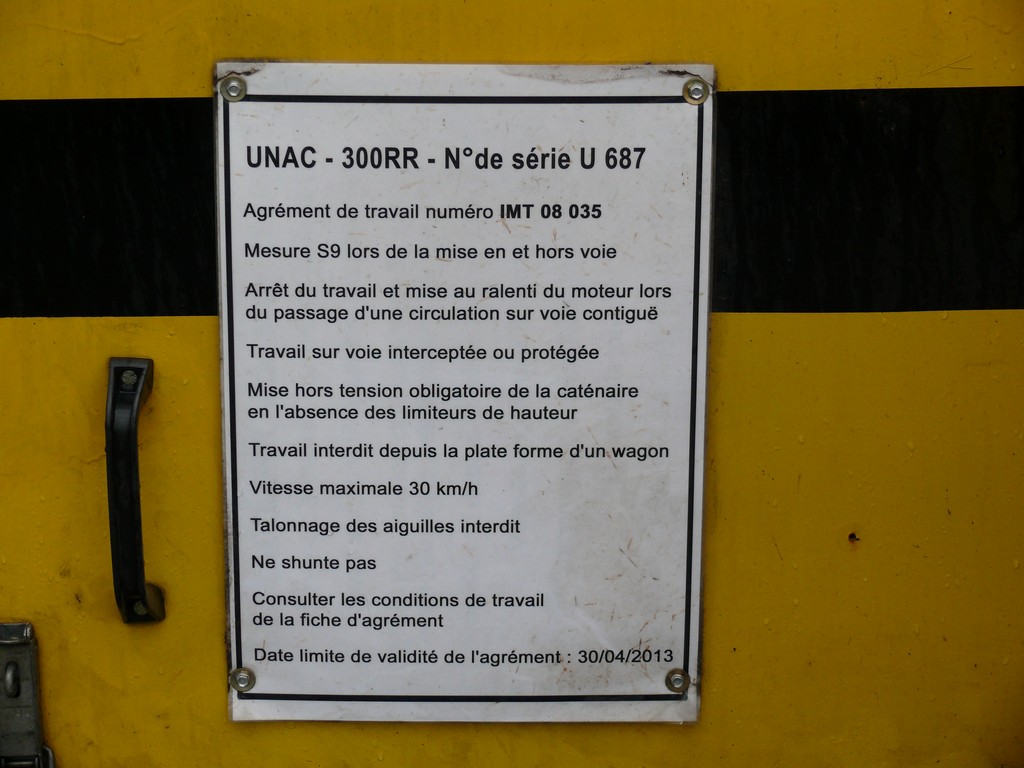 UNAC - 300RR - N°de série U 687
Agrément de travail numéro IMT 08 035
Mesure S9 lors de la mise en et hors voie
Arrêt du travail et mise au ralenti du moteur lors
du passage d'une circulation sur voie contiguë
Travail sur voie interceptée ou protégée
Mise hors tension obligatoire de la caténaire
en l'absence des limiteurs de hauteur
Travail interdit depuis la plate forme d'un wagon
Vitesse maximale 30 km/h
Talonnage des aiguilles interdit
Ne shunte pas
Consulter les conditions de travail
de la fiche d'agrément
Date limite de validité de l'agrément : 30/04/2013